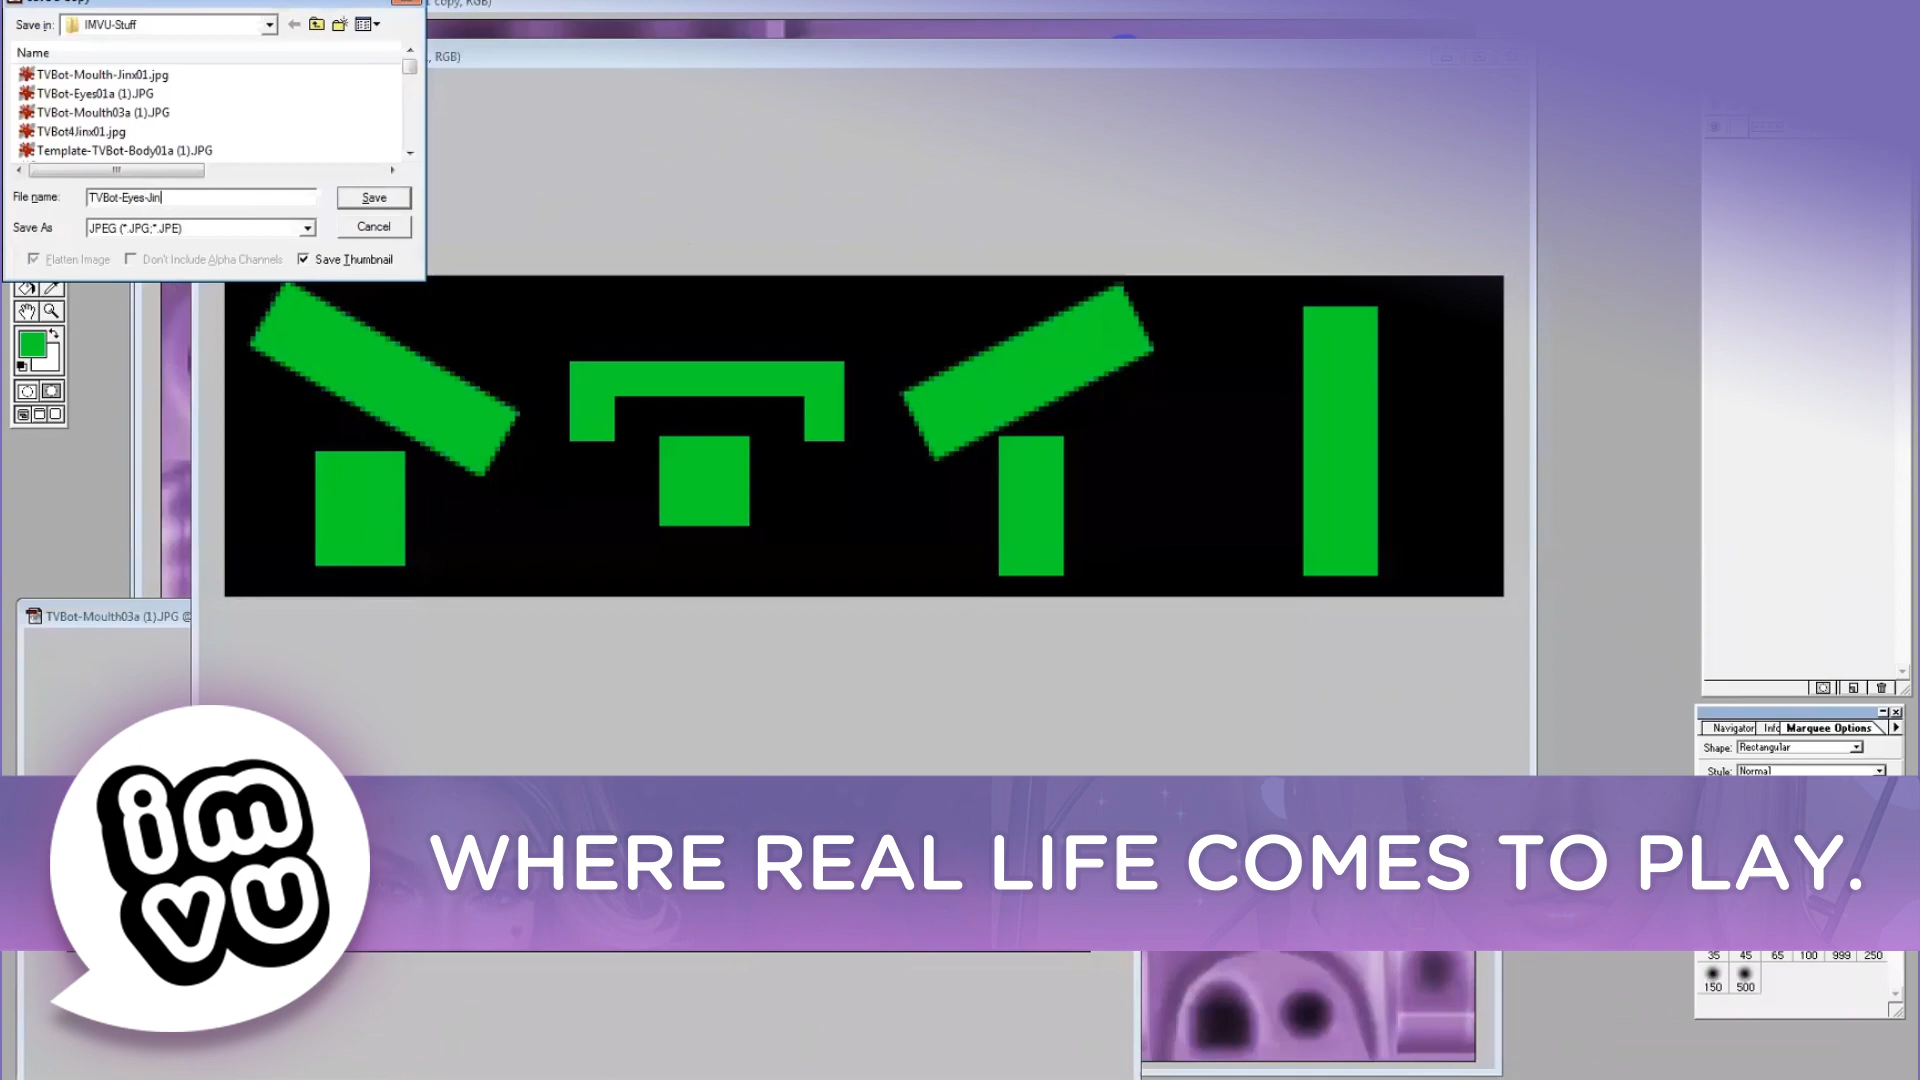 copy, RGB)
Save in: IMVU-Stuff
, RGB)
Name
TVBot-Moulth-Jinx01.jpg
TVBot-Eyes01a (1).JPG
TVBot-Moulth03a (1).JPG
TVBot4Jinx01.jpg
Template-TVBot-Body01a (1).JPG
File name: TVBot-Eyes-Jin
Save
Save As JPEG (*.JPG;*.JPE)
Cancel
Flatten Image Don't Include Alpha Channels Save Thumbnail
TVBot-Moulth03a (1).JPG @
Navigator Info Marquee Options
Shape: Rectangular
Style: Normal
imvu
WHERE REAL LIFE COMES TO PLAY.
35 45 65 100 999 250
150 500